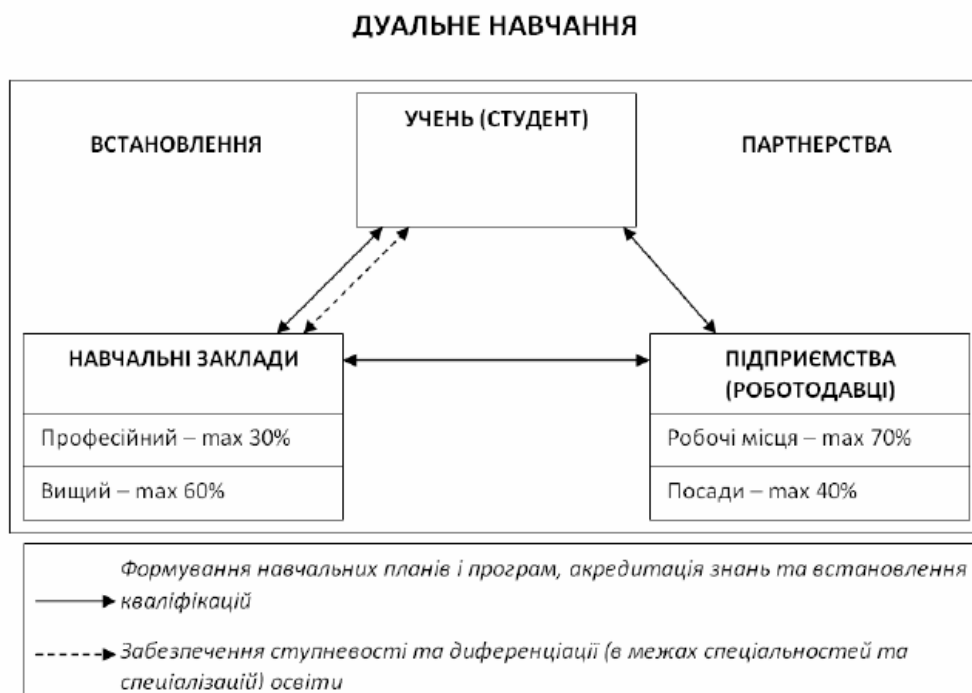 ДУАЛЬНЕ НАВЧАННЯ
УЧЕНЬ (СТУДЕНТ)
ВСТАНОВЛЕННЯ
ПАРТНЕРСТВА
НАВЧАЛЬНІ ЗАКЛАДИ
Професійний – max 30%
Вищий – max 60%
ПІДПРИЄМСТВА
(РОБОТОДАВЦІ)
Робочі місця – max 70%
Посади – max 40%
Формування навчальних планів і програм, акредитація знань та встановлення
кваліфікацій
Забезпечення ступневості та диференціації (в межах спеціальностей та
спеціалізацій) освіти